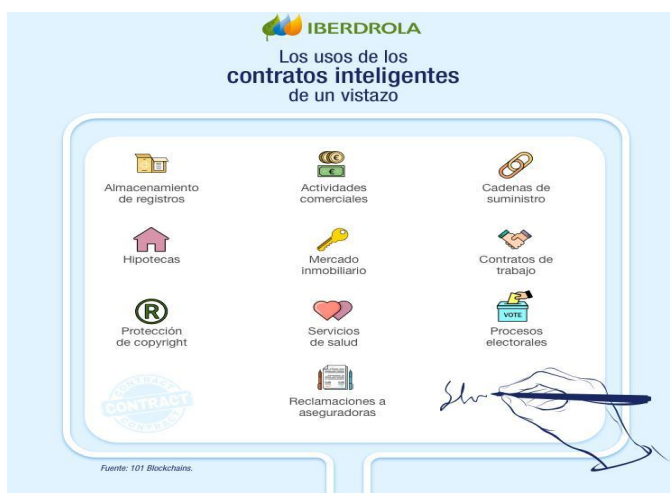 IBERDROLA
Los usos de los
contratos inteligentes
de un vistazo
Almacenamiento
de registros
Actividades
comerciales
Cadenas de
suministro
Hipotecas
Mercado
inmobiliario
Contratos de
trabajo
R
Protección
de copyright
Servicios
de salud
VOTE
Procesos
electorales
Reclamaciones a
aseguradoras
CONTRACT
CONTRACT
CONTRACT
Fuente: 101 Blockchains.